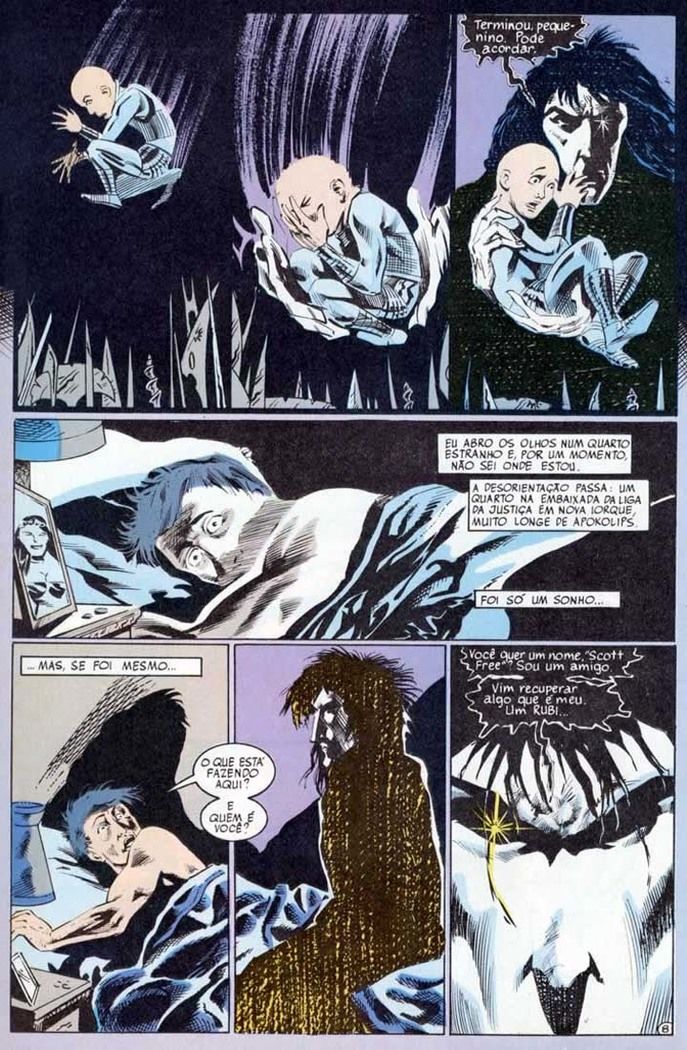 Terminou, peque-
nino. Pode
acordar.
EU ABRO OS OLHOS NUM QUARTO
ESTRANHO E, POR UM MOMENTO,
NÃO SEI ONDE ESTOU.
A DESORIENTAÇÃO PASSA: UM
QUARTO NA EMBAIXADA DA LIGA
DA JUSTIÇA EM NOVA IORQUE,
MUITO LONGE DE APOKOLIPS.
FOI SÓ UM SONHO...
... MAS, SE FOI MESMO...
O QUE ESTÁ
FAZENDO
AQUI?
E
QUEM É
VOCÊ?
Você quer um nome, "Scott
Free"? Sou um amigo.
Vim recuperar
algo que é meu.
Um RUBI...
8